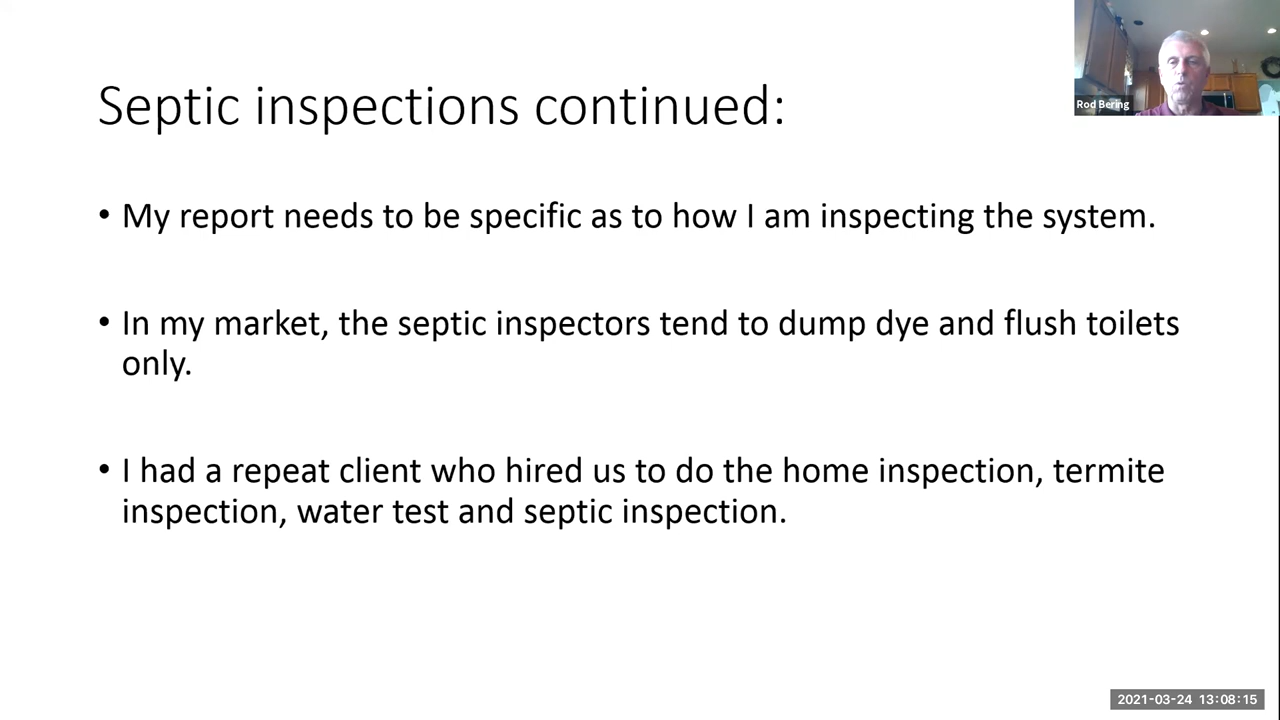 Septic inspections continued:
Rod Bering
• My report needs to be specific as to how I am inspecting the system.
• In my market, the septic inspectors tend to dump dye and flush toilets
only.
• I had a repeat client who hired us to do the home inspection, termite
inspection, water test and septic inspection.
2021-03-24 13:08:15